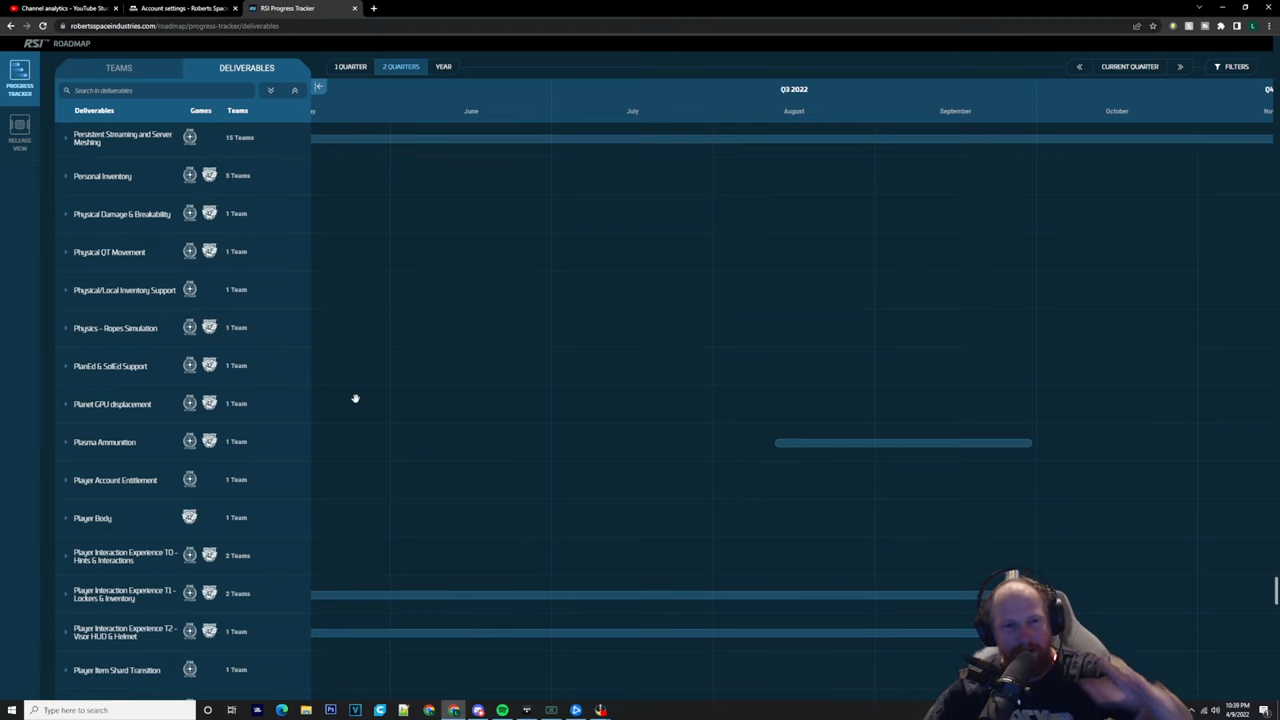 Channel analytics - YouTube Stu
Account settings - Roberts Spac
RSI Progress Tracker
robertsspaceindustries.com/roadmap/progress-tracker/deliverables
RSI ROADMAP
PROGRESS TRACKER
RELEASE VIEW
TEAMS DELIVERABLES
1 QUARTER 2 QUARTERS YEAR
CURRENT QUARTER
FILTERS
Search in deliverables
Q3 2022 Q4
Deliverables Games Teams
June July August September October
Persistent Streaming and Server
Meshing
15 Teams
Personal Inventory 5 Teams
Physical Damage & Breakability 1 Team
Physical QT Movement 1 Team
Physical/Local Inventory Support 1 Team
Physics - Ropes Simulation 1 Team
PlanEd & SolEd Support 1 Team
Planet GPU displacement 1 Team
Plasma Ammunition 1 Team
Player Account Entitlement 1 Team
Player Body 1 Team
Player Interaction Experience T0 -
Hints & Interactions
2 Teams
Player Interaction Experience T1 -
Lockers & Inventory
2 Teams
Player Interaction Experience T2 -
Visor HUD & Helmet
1 Team
Player Item Shard Transition 1 Team
Type here to search
10:39 PM
4/9/2022